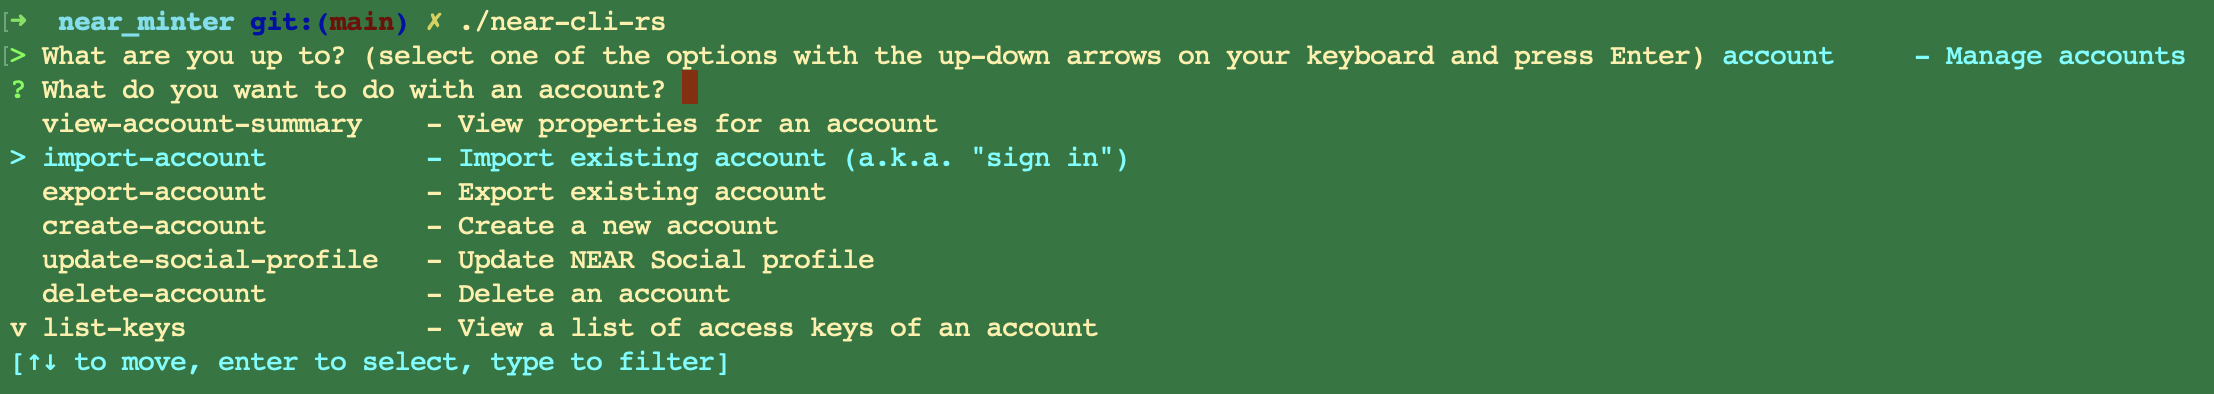 [➜  near_minter git:(main) ✗ ./near-cli-rs
[> What are you up to? (select one of the options with the up-down arrows on your keyboard and press Enter) account     - Manage accounts
? What do you want to do with an account?
  view-account-summary    - View properties for an account
> import-account          - Import existing account (a.k.a. "sign in")
  export-account          - Export existing account
  create-account          - Create a new account
  update-social-profile   - Update NEAR Social profile
  delete-account          - Delete an account
v list-keys               - View a list of access keys of an account
[↑↓ to move, enter to select, type to filter]